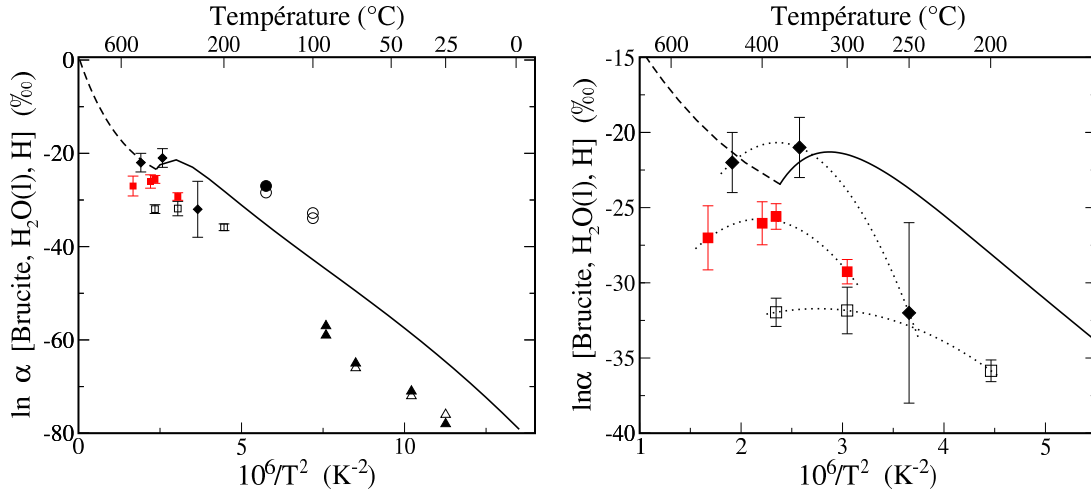 Température (°C)
600 200 100 50 25 0
0
-20
-40
-60
-80
0 5 10
10⁶/T² (K⁻²)
ln α [Brucite, H₂O(l), H] (‰)
Température (°C)
600 400 300 250 200
-15
-20
-25
-30
-35
-40
1 2 3 4 5
10⁶/T² (K⁻²)
lnα [Brucite, H₂O(l), H] (‰)